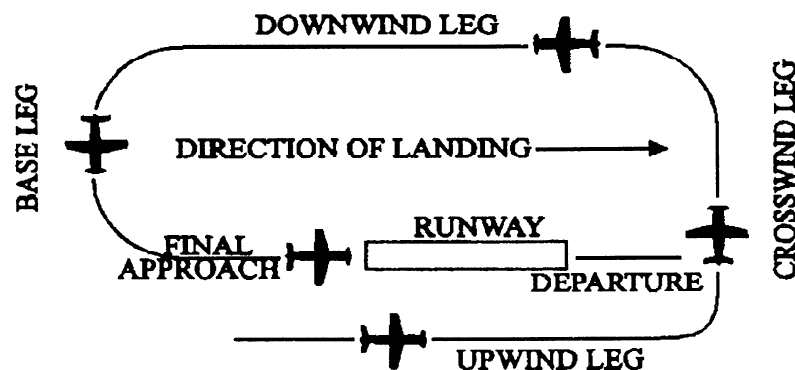 DOWNWIND LEG
BASE LEG
CROSSWIND LEG
DIRECTION OF LANDING
RUNWAY
FINAL
APPROACH
DEPARTURE
UPWIND LEG